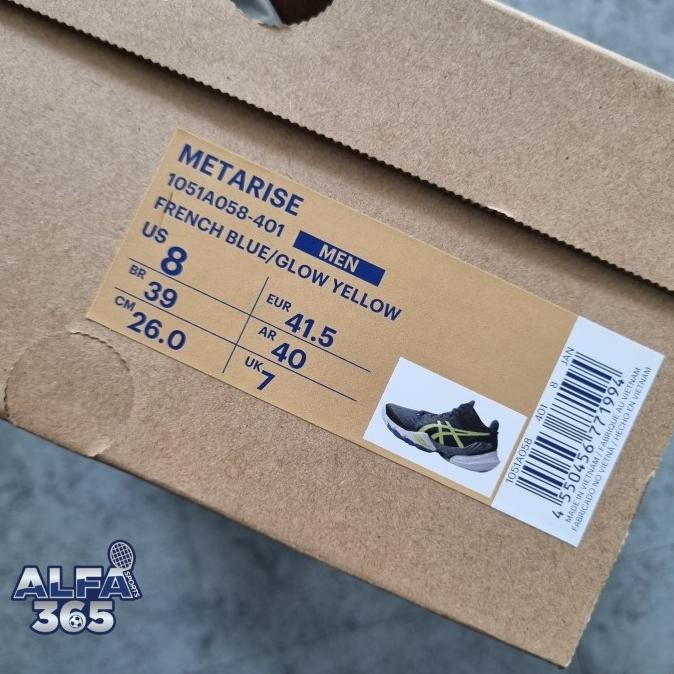 METARISE
1051A058-401
FRENCH BLUE/GLOW YELLOW
MEN
US 8
BR 39
CM 26.0
EUR 41.5
AR 40
UK 7
1051A058 401 8 JAN
4 550456 771994
MADE IN VIETNAM / FABRIQUE AU VIETNAM
FABRICADO NO VIETNÃ / HECHO EN VIETNAM
ALFA
SPORTS
365